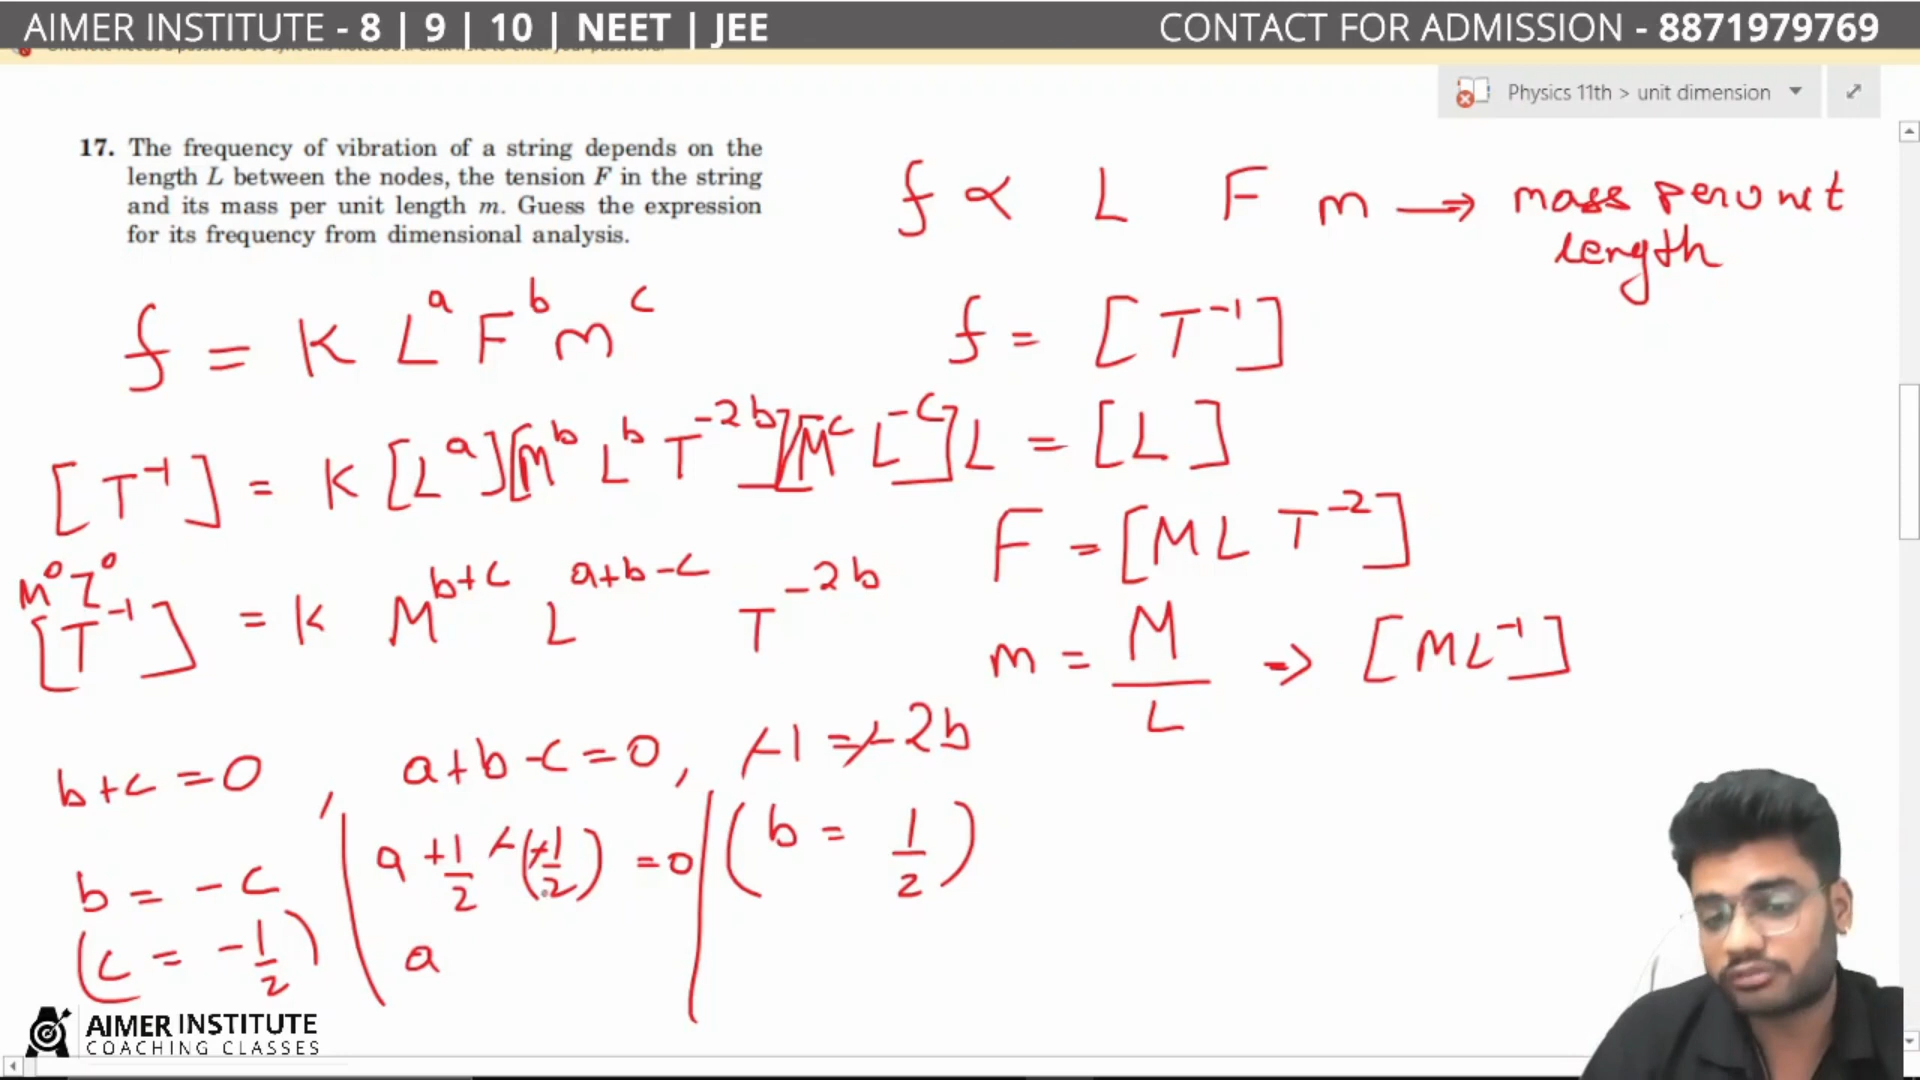 AIMER INSTITUTE - 8 | 9 | 10 | NEET | JEE
CONTACT FOR ADMISSION - 8871979769
Physics 11th > unit dimension
17. The frequency of vibration of a string depends on the
length L between the nodes, the tension F in the string
and its mass per unit length m. Guess the expression
for its frequency from dimensional analysis.
f ∝ L F m → mass per unit
length
f = K L^a F^b m^c
f = [T^-1]
[T^-1] = K [L^a][M^b L^b T^-2b][M^c L^-c]
L = [L]
F = [M L T^-2]
M^0 L^0
[T^-1] = K M^b+c L^a+b-c T^-2b
m = M/L ⇒ [ML^-1]
b+c = 0, a+b-c = 0, -1 = -2b
b = -c
a + 1/2 - (-1/2) = 0
(b = 1/2)
(c = -1/2)
a
AIMER INSTITUTE
COACHING CLASSES